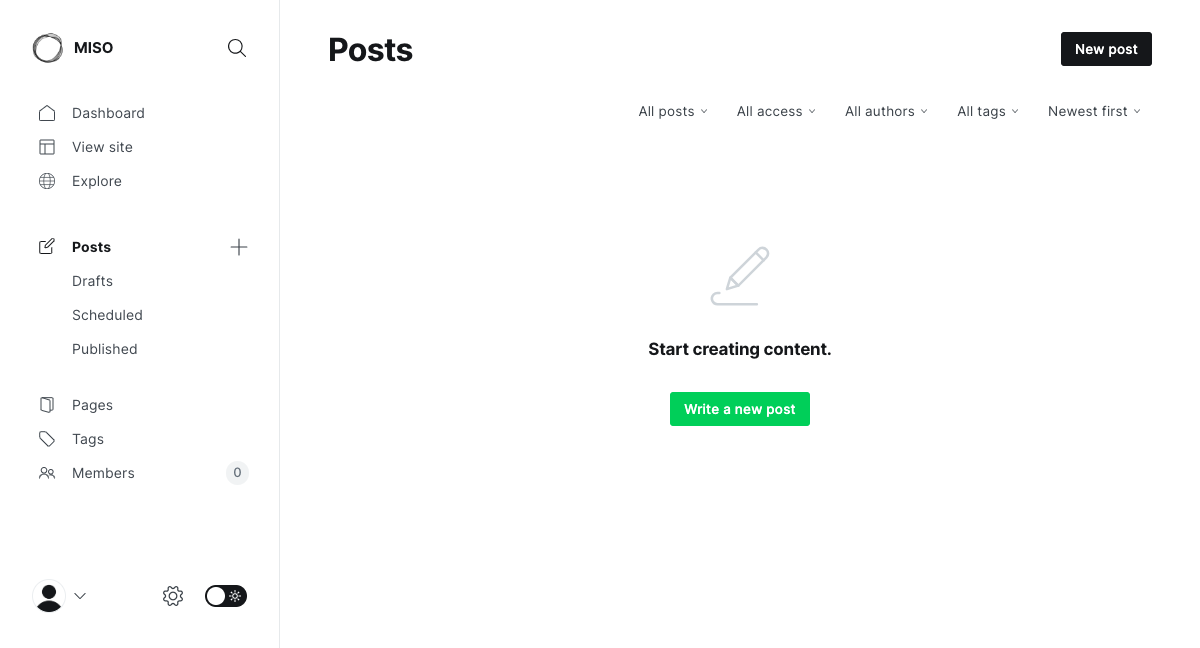 MISO
Dashboard
View site
Explore
Posts
Drafts
Scheduled
Published
Pages
Tags
Members 0
Posts
New post
All posts All access All authors All tags Newest first
Start creating content.
Write a new post